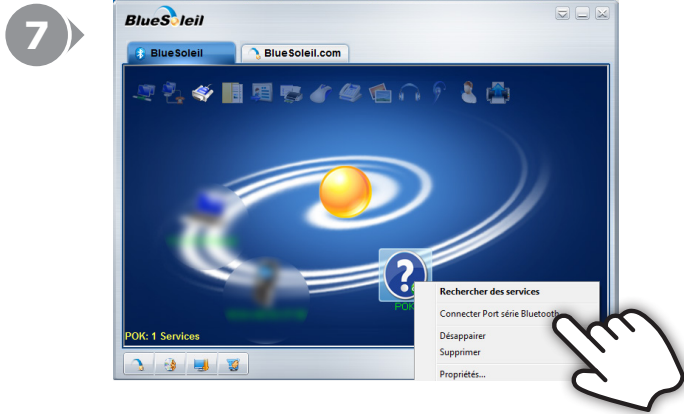 7
BlueSoleil
BlueSoleil
BlueSoleil.com
POK
Rechercher des services
Connecter Port série Bluetooth
Désappairer
Supprimer
Propriétés...
POK: 1 Services